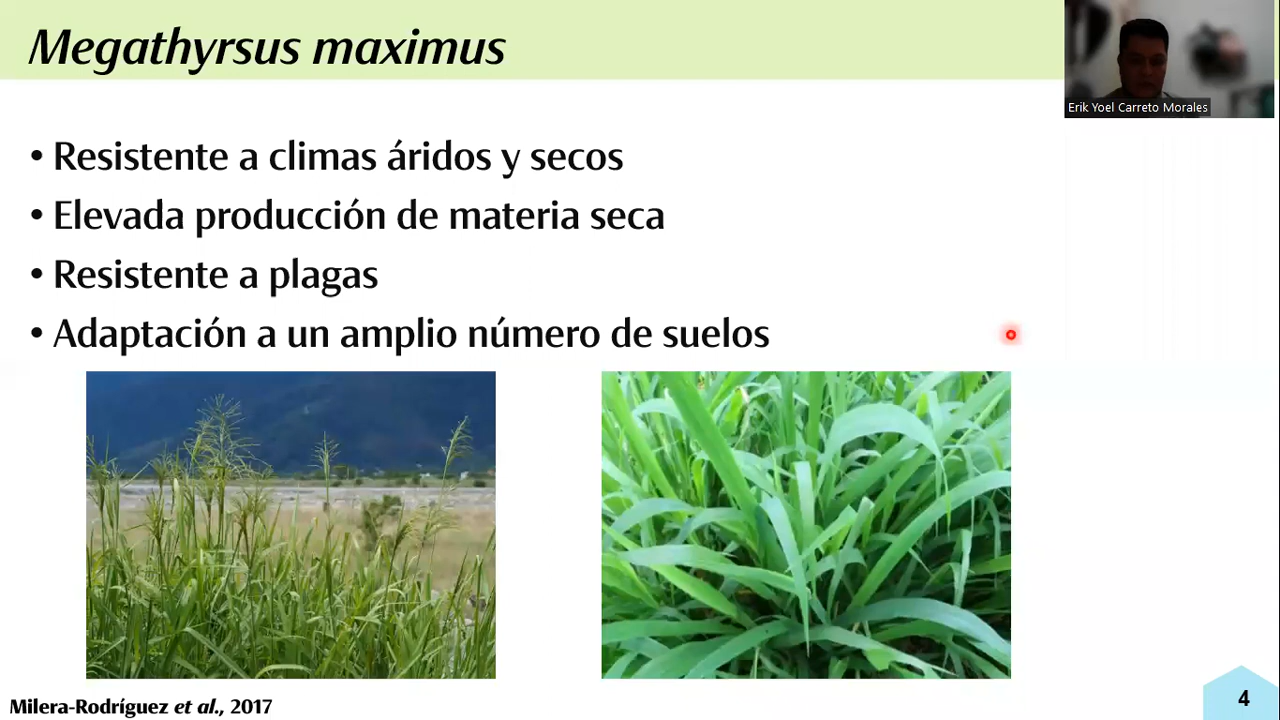 Megathyrsus maximus
Erik Yoel Carreto Morales
• Resistente a climas áridos y secos
• Elevada producción de materia seca
• Resistente a plagas
• Adaptación a un amplio número de suelos
Milera-Rodríguez et al., 2017
4